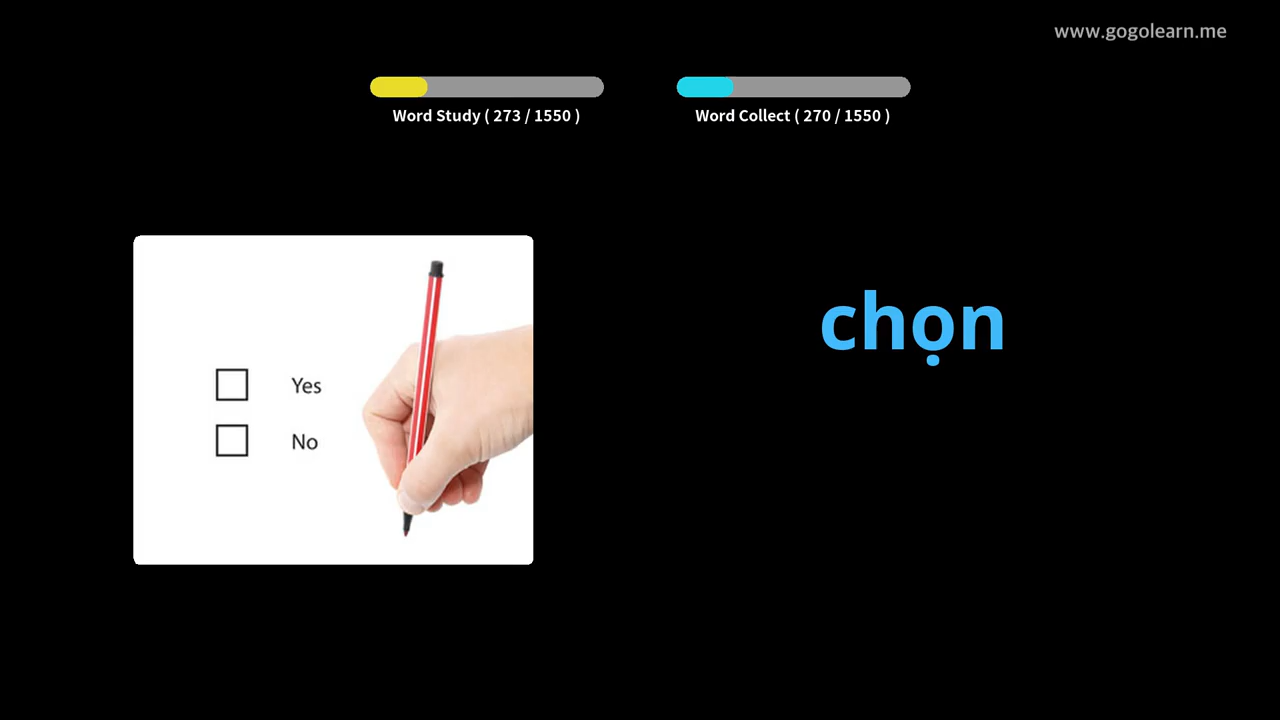 www.gogolearn.me
Word Study ( 273 / 1550 )
Word Collect ( 270 / 1550 )
chọn
Yes
No